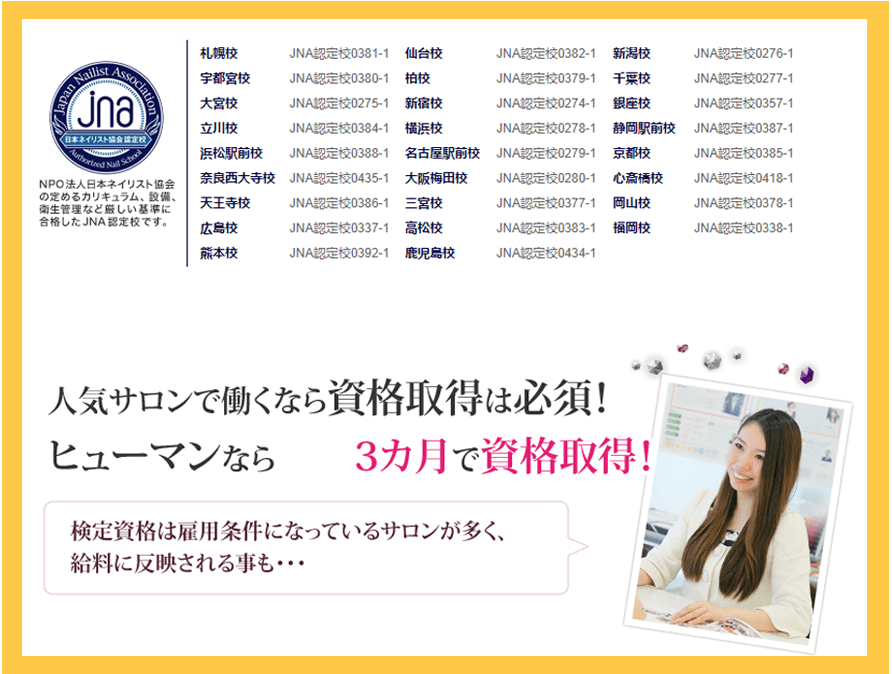 Japan Nailist Association
jna
日本ネイリスト協会認定校
Authorized Nail School
NPO法人日本ネイリスト協会
の定めるカリキュラム、設備、
衛生管理など厳しい基準に
合格したJNA認定校です。
札幌校 JNA認定校0381-1 仙台校 JNA認定校0382-1 新潟校 JNA認定校0276-1
宇都宮校 JNA認定校0380-1 柏校 JNA認定校0379-1 千葉校 JNA認定校0277-1
大宮校 JNA認定校0275-1 新宿校 JNA認定校0274-1 銀座校 JNA認定校0357-1
立川校 JNA認定校0384-1 横浜校 JNA認定校0278-1 静岡駅前校 JNA認定校0387-1
浜松駅前校 JNA認定校0388-1 名古屋駅前校 JNA認定校0279-1 京都校 JNA認定校0385-1
奈良西大寺校 JNA認定校0435-1 大阪梅田校 JNA認定校0280-1 心斎橋校 JNA認定校0418-1
天王寺校 JNA認定校0386-1 三宮校 JNA認定校0377-1 岡山校 JNA認定校0378-1
広島校 JNA認定校0337-1 高松校 JNA認定校0383-1 福岡校 JNA認定校0338-1
熊本校 JNA認定校0392-1 鹿児島校 JNA認定校0434-1
人気サロンで働くなら資格取得は必須!
ヒューマンなら 3カ月で資格取得!
検定資格は雇用条件になっているサロンが多く、
給料に反映される事も・・・